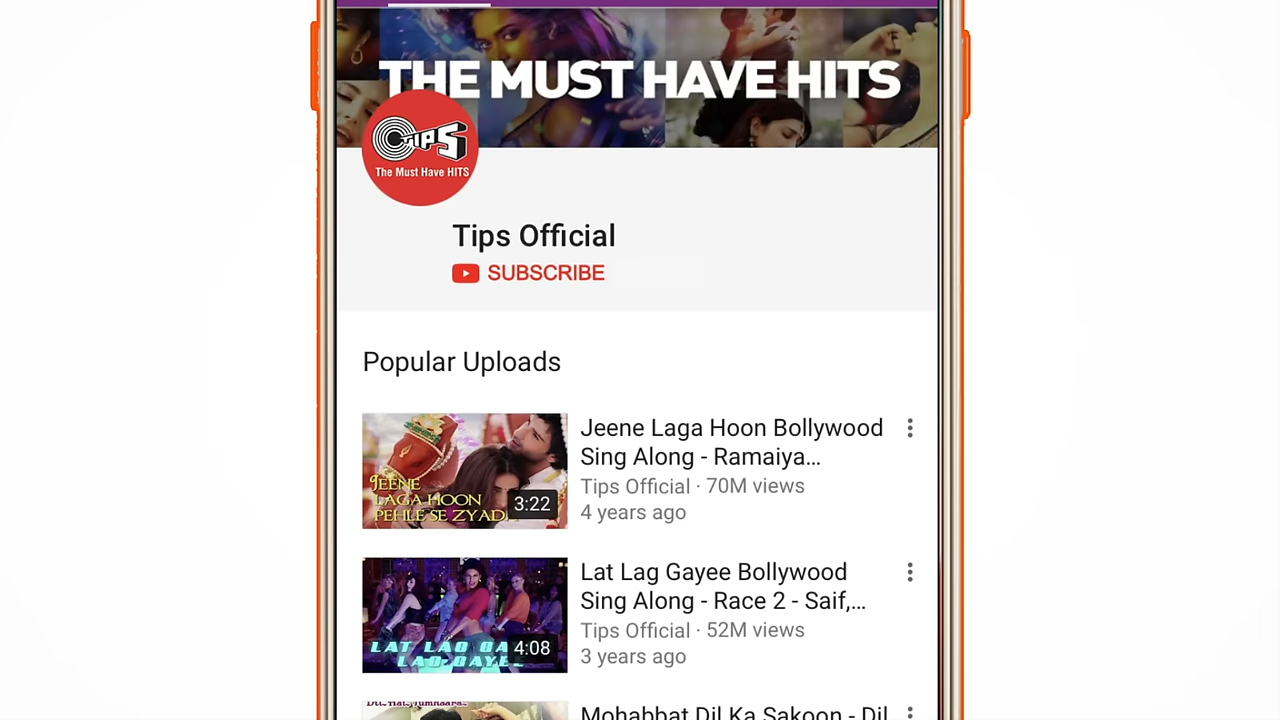 THE MUST HAVE HITS
TIPS
The Must Have HITS
Tips Official
SUBSCRIBE
Popular Uploads
Jeene Laga Hoon Bollywood
Sing Along - Ramaiya...
Tips Official · 70M views
4 years ago
JEENE
LAGA HOON
PEHLE SE ZYAD
3:22
Lat Lag Gayee Bollywood
Sing Along - Race 2 - Saif,...
Tips Official · 52M views
3 years ago
LAT LAG GA
LAG GAYEE
4:08
Mohabbat Dil Ka Sakoon - Dil